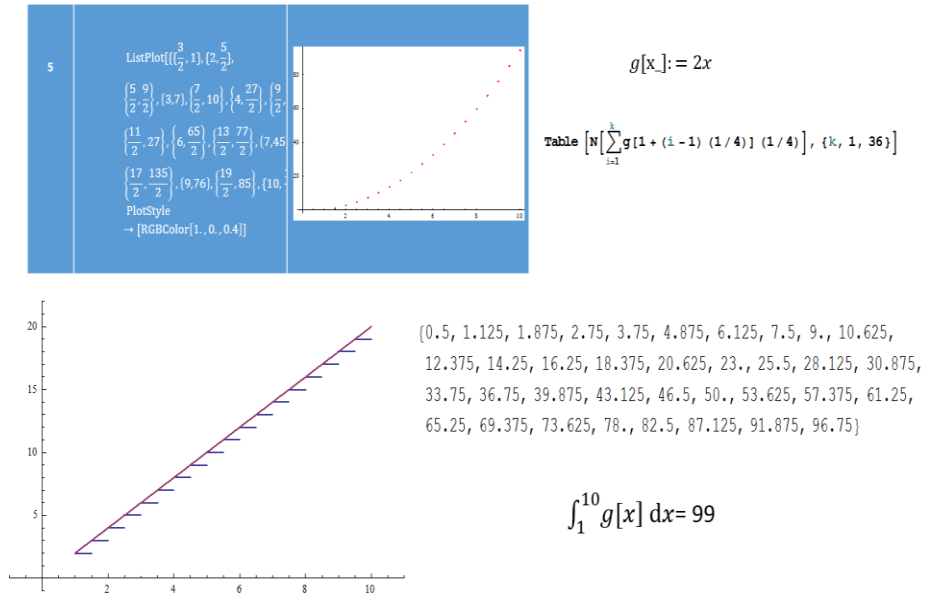 5
ListPlot[{{3/2, 1}, {2, 5/2},
{5/2, 9/2}, {3,7}, {7/2, 10}, {4, 27/2}, {9/2,
{11/2, 27}, {6, 65/2}, {13/2, 77/2}, {7,45
{17/2, 135/2}, {9,76}, {19/2, 85}, {10,
PlotStyle
→ [RGBColor[1., 0., 0.4]]
20
2 4 6 8 10
g[x_]: = 2x
Table [N[∑_{i=1}^{k} g[1 + (i - 1) (1 / 4)] (1 / 4)], {k, 1, 36}]
20
15
10
5
2 4 6 8 10
{0.5, 1.125, 1.875, 2.75, 3.75, 4.875, 6.125, 7.5, 9., 10.625,
12.375, 14.25, 16.25, 18.375, 20.625, 23., 25.5, 28.125, 30.875,
33.75, 36.75, 39.875, 43.125, 46.5, 50., 53.625, 57.375, 61.25,
65.25, 69.375, 73.625, 78., 82.5, 87.125, 91.875, 96.75}
∫_1^10 g[x] dx= 99